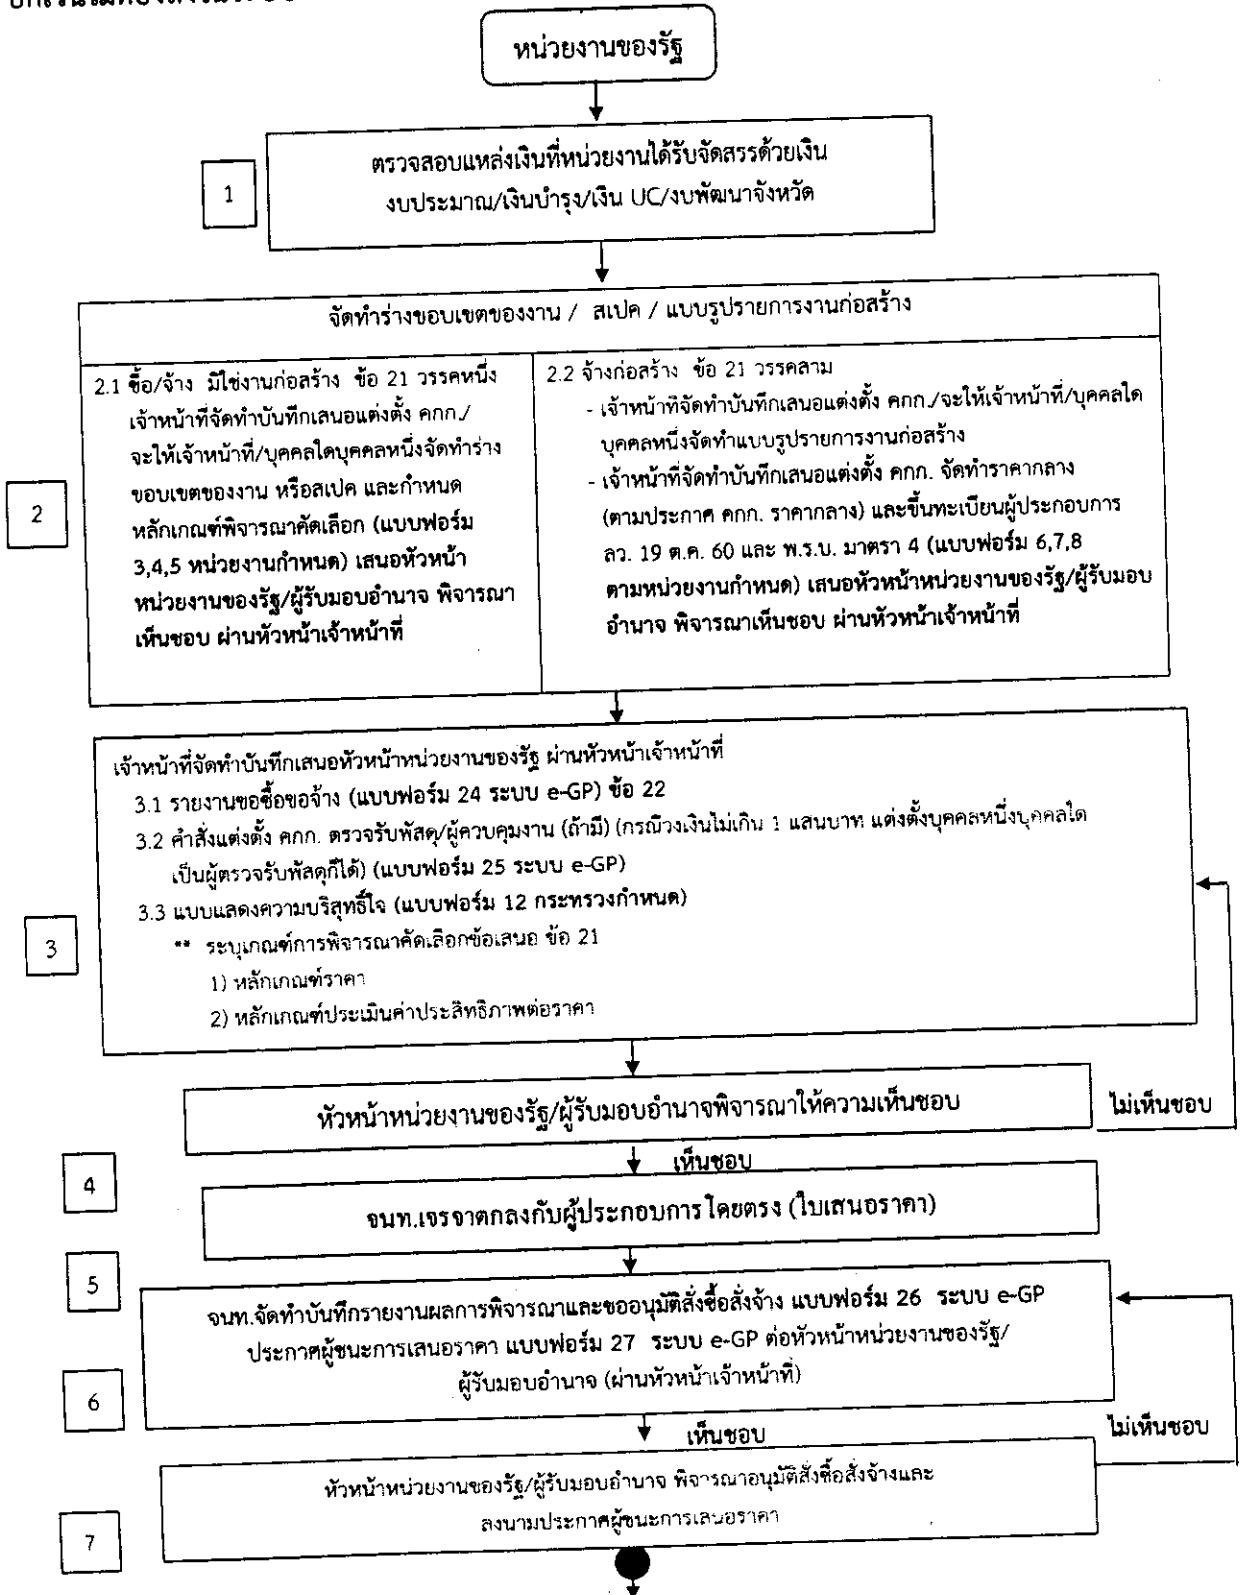 หน่วยงานของรัฐ
1
ตรวจสอบแหล่งเงินที่หน่วยงานได้รับจัดสรรด้วยเงิน
งบประมาณ/เงินบำรุง/เงิน UC/งบพัฒนาจังหวัด
จัดทำร่างขอบเขตของงาน / สเปค / แบบรูปรายการงานก่อสร้าง
2
2.1 ซื้อ/จ้าง มิใช่งานก่อสร้าง ข้อ 21 วรรคหนึ่ง
เจ้าหน้าที่จัดทำบันทึกเสนอแต่งตั้ง คกก./
จะให้เจ้าหน้าที่/บุคคลใดบุคคลหนึ่งจัดทำร่าง
ขอบเขตของงาน หรือสเปค และกำหนด
หลักเกณฑ์พิจารณาคัดเลือก (แบบฟอร์ม
3,4,5 หน่วยงานกำหนด) เสนอหัวหน้า
หน่วยงานของรัฐ/ผู้รับมอบอำนาจ พิจารณา
เห็นชอบ ผ่านหัวหน้าเจ้าหน้าที่
2.2 จ้างก่อสร้าง ข้อ 21 วรรคสาม
- เจ้าหน้าที่จัดทำบันทึกเสนอแต่งตั้ง คกก./จะให้เจ้าหน้าที่/บุคคลใด
บุคคลหนึ่งจัดทำแบบรูปรายการงานก่อสร้าง
- เจ้าหน้าที่จัดทำบันทึกเสนอแต่งตั้ง คกก. จัดทำราคากลาง
(ตามประกาศ คกก. ราคากลาง) และขึ้นทะเบียนผู้ประกอบการ
ลว. 19 ต.ค. 60 และ พ.ร.บ. มาตรา 4 (แบบฟอร์ม 6,7,8
ตามหน่วยงานกำหนด) เสนอหัวหน้าหน่วยงานของรัฐ/ผู้รับมอบ
อำนาจ พิจารณาเห็นชอบ ผ่านหัวหน้าเจ้าหน้าที่
3
เจ้าหน้าที่จัดทำบันทึกเสนอหัวหน้าหน่วยงานของรัฐ ผ่านหัวหน้าเจ้าหน้าที่
3.1 รายงานขอซื้อขอจ้าง (แบบฟอร์ม 24 ระบบ e-GP) ข้อ 22
3.2 คำสั่งแต่งตั้ง คกก. ตรวจรับพัสดุ/ผู้ควบคุมงาน (ถ้ามี) (กรณีวงเงินไม่เกิน 1 แสนบาท แต่งตั้งบุคคลหนึ่งบุคคลใด
เป็นผู้ตรวจรับพัสดุก็ได้) (แบบฟอร์ม 25 ระบบ e-GP)
3.3 แบบแสดงความบริสุทธิ์ใจ (แบบฟอร์ม 12 กระทรวงกำหนด)
** ระบุเกณฑ์การพิจารณาคัดเลือกข้อเสนอ ข้อ 21
1) หลักเกณฑ์ราคา
2) หลักเกณฑ์ประเมินค่าประสิทธิภาพต่อราคา
หัวหน้าหน่วยงานของรัฐ/ผู้รับมอบอำนาจพิจารณาให้ความเห็นชอบ
ไม่เห็นชอบ
เห็นชอบ
4
จนท.เจรจาตกลงกับผู้ประกอบการโดยตรง (ใบเสนอราคา)
5
จนท.จัดทำบันทึกรายงานผลการพิจารณาและขออนุมัติสั่งซื้อสั่งจ้าง แบบฟอร์ม 26 ระบบ e-GP
ประกาศผู้ชนะการเสนอราคา แบบฟอร์ม 27 ระบบ e-GP ต่อหัวหน้าหน่วยงานของรัฐ/
ผู้รับมอบอำนาจ (ผ่านหัวหน้าเจ้าหน้าที่)
6
เห็นชอบ
ไม่เห็นชอบ
หัวหน้าหน่วยงานของรัฐ/ผู้รับมอบอำนาจ พิจารณาอนุมัติสั่งซื้อสั่งจ้างและ
ลงนามประกาศผู้ชนะการเสนอราคา
7